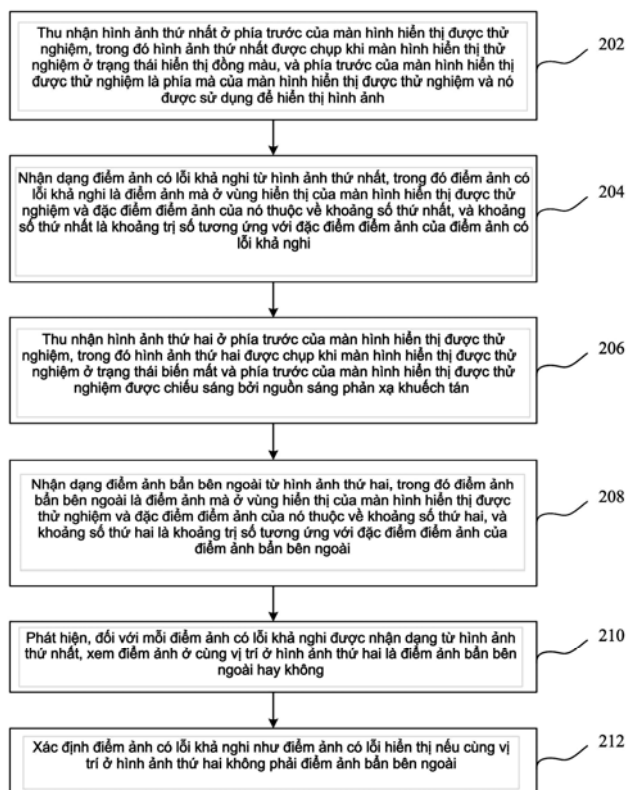 Thu nhận hình ảnh thứ nhất ở phía trước của màn hình hiển thị được thử
nghiệm, trong đó hình ảnh thứ nhất được chụp khi màn hình hiển thị thử
nghiệm ở trạng thái hiển thị đồng màu, và phía trước của màn hình hiển thị
được thử nghiệm là phía mà của màn hình hiển thị được thử nghiệm và nó
được sử dụng để hiển thị hình ảnh
202
Nhận dạng điểm ảnh có lỗi khả nghi từ hình ảnh thứ nhất, trong đó điểm ảnh có
lỗi khả nghi là điểm ảnh mà ở vùng hiển thị của màn hình hiển thị được thử
nghiệm và đặc điểm điểm ảnh của nó thuộc về khoảng số thứ nhất, và khoảng
số thứ nhất là khoảng trị số tương ứng với đặc điểm điểm ảnh của điểm ảnh có
lỗi khả nghi
204
Thu nhận hình ảnh thứ hai ở phía trước của màn hình hiển thị được thử
nghiệm, trong đó hình ảnh thứ hai được chụp khi màn hình hiển thị được thử
nghiệm ở trạng thái biến mất và phía trước của màn hình hiển thị được thử
nghiệm được chiếu sáng bởi nguồn sáng phản xạ khuếch tán
206
Nhận dạng điểm ảnh bẩn bên ngoài từ hình ảnh thứ hai, trong đó điểm ảnh
bẩn bên ngoài là điểm ảnh mà ở vùng hiển thị của màn hình hiển thị được
thử nghiệm và đặc điểm điểm ảnh của nó thuộc về khoảng số thứ hai, và
khoảng số thứ hai là khoảng trị số tương ứng với đặc điểm điểm ảnh của
điểm ảnh bẩn bên ngoài
208
Phát hiện, đối với mỗi điểm ảnh có lỗi khả nghi được nhận dạng từ hình ảnh
thứ nhất, xem điểm ảnh ở cùng vị trí ở hình ảnh thứ hai là điểm ảnh bẩn bên
ngoài hay không
210
Xác định điểm ảnh có lỗi khả nghi như điểm ảnh có lỗi hiển thị nếu cùng vị
trí ở hình ảnh thứ hai không phải điểm ảnh bẩn bên ngoài
212